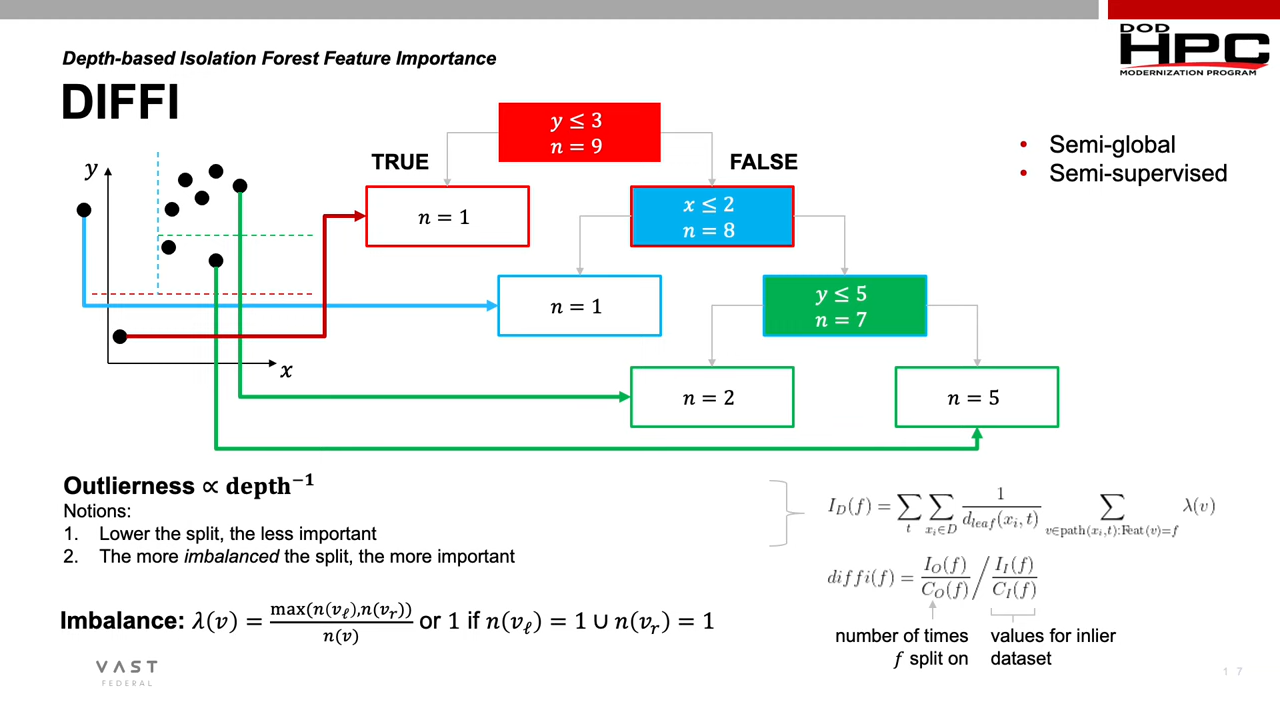 Depth-based Isolation Forest Feature Importance
DIFFI
DOD
HPC
MODERNIZATION PROGRAM
y ≤ 3
n = 9
TRUE
FALSE
• Semi-global
• Semi-supervised
y
n = 1
x ≤ 2
n = 8
n = 1
y ≤ 5
n = 7
x
n = 2
n = 5
Outlierness ∝ depth⁻¹
Notions:
1. Lower the split, the less important
2. The more imbalanced the split, the more important
I_D(f) = ∑_t ∑_{x_i∈D} 1/d_{leaf}(x_i, t) ∑_{v∈path(x_i,t):Feat(v)=f} λ(v)
diffi(f) = I_O(f)/C_O(f) / I_I(f)/C_I(f)
Imbalance: λ(v) = max(n(v_ℓ),n(v_r))/n(v) or 1 if n(v_ℓ) = 1 ∪ n(v_r) = 1
number of times
f split on
values for inlier
dataset
VAST
FEDERAL
17